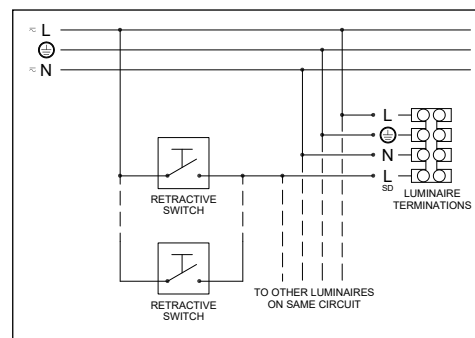 L
N
L
N
L
SD
LUMINAIRE
TERMINATIONS
RETRACTIVE
SWITCH
RETRACTIVE
SWITCH
TO OTHER LUMINAIRES
ON SAME CIRCUIT